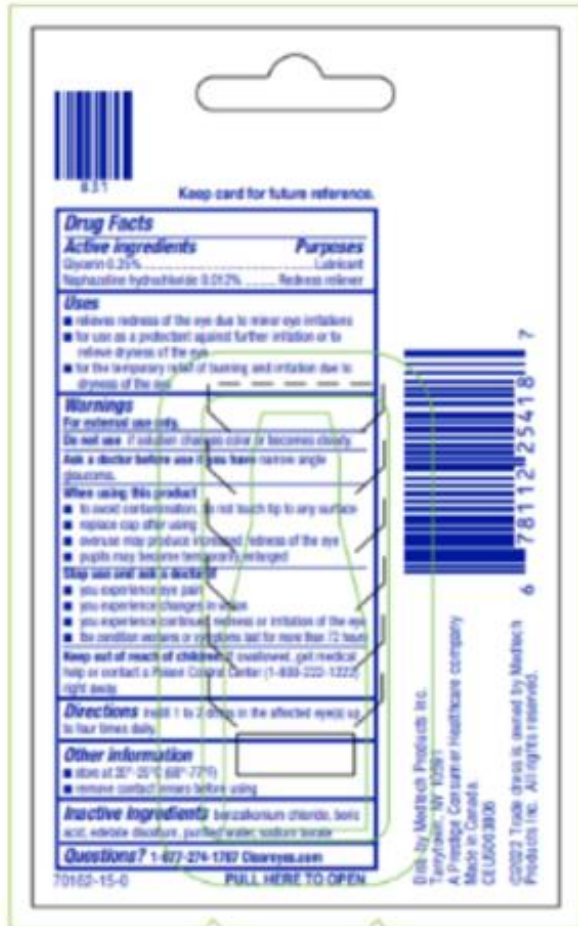 831
Keep card for future reference.
Drug Facts
Active ingredients Purposes
Glycerin 0.25% Lubricant
Naphazoline hydrochloride 0.012% Redness reliever
Uses
■ relieves redness of the eye due to minor eye irritations
■ for use as a protectant against further irritation or to
relieve dryness of the eye
■ for the temporary relief of burning and irritation due to
dryness of the eye
Warnings
For external use only.
Do not use if solution changes color or becomes cloudy.
Ask a doctor before use if you have narrow angle
glaucoma.
When using this product
■ to avoid contamination, do not touch tip to any surface
■ replace cap after using
■ overuse may produce increased redness of the eye
■ pupils may become temporarily enlarged
Stop use and ask a doctor if
■ you experience eye pain
■ you experience changes in vision
■ you experience continued redness or irritation of the eye
■ the condition worsens or symptoms last for more than 72 hours
Keep out of reach of children. If swallowed, get medical
help or contact a Poison Control Center (1-800-222-1222)
right away.
Directions Instill 1 to 2 drops in the affected eye(s) up
to four times daily.
Other information
■ store at 20°-25°C (68°-77°F)
■ remove contact lenses before using
Inactive ingredients benzalkonium chloride, boric
acid, edetate disodium, purified water, sodium borate
Questions? 1-877-274-1787 Cleareyes.com
70162-15-0 PULL HERE TO OPEN
6 78112 25418 7
Distr. by Medtech Products Inc.
Tarrytown, NY 10591
A Prestige Consumer Healthcare company
Made in Canada.
©2022 Trade dress is owned by Medtech
Products Inc. All rights reserved.